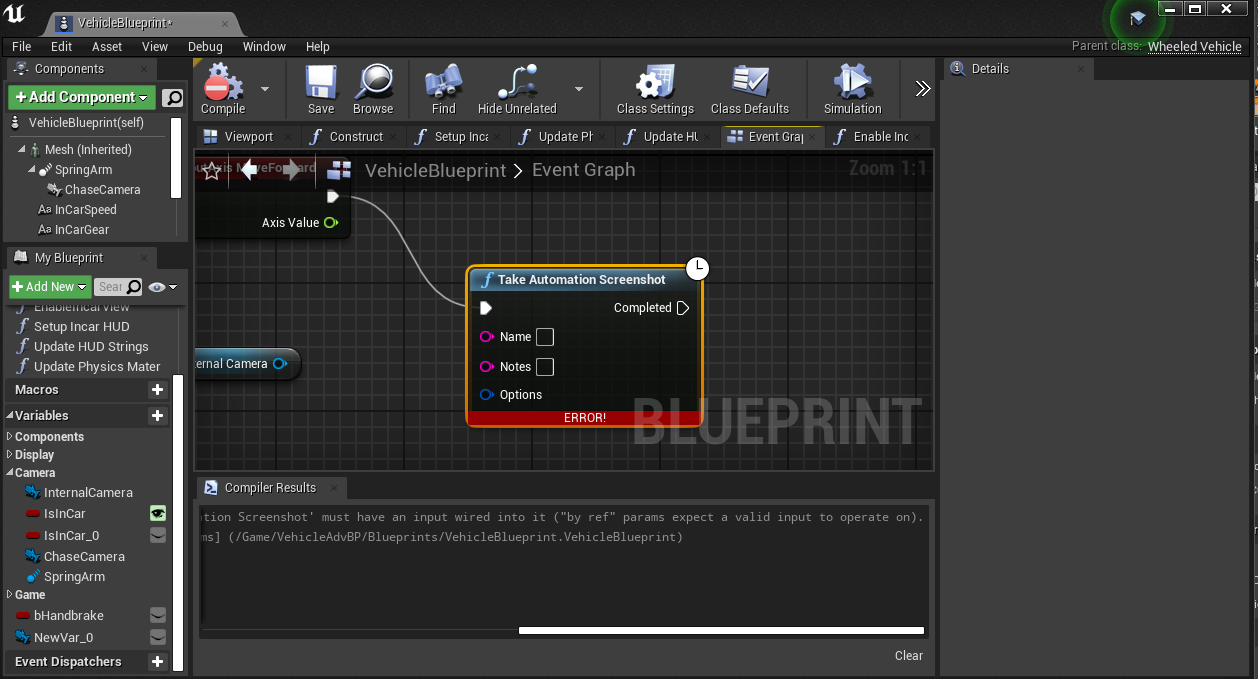 VehicleBlueprint*
File Edit Asset View Debug Window Help
Parent class: Wheeled Vehicle
Components
Add Component
VehicleBlueprint(self)
Mesh (Inherited)
SpringArm
ChaseCamera
Aa InCarSpeed
Aa InCarGear
My Blueprint
Add New
Sear
EnableIncarView
Setup Incar HUD
Update HUD Strings
Update Physics Mater
Macros
Variables
Components
Display
Camera
InternalCamera
IsInCar
IsInCar_0
ChaseCamera
SpringArm
Game
bHandbrake
NewVar_0
Event Dispatchers
Compile
Save
Browse
Find
Hide Unrelated
Class Settings
Class Defaults
Simulation
Viewport
Construct
Setup Inca
Update Ph
Update HU
Event Grap
Enable Inc
utAxis MoveForward
VehicleBlueprint > Event Graph
Zoom 1:1
Axis Value
ernal Camera
Take Automation Screenshot
Completed
Name
Notes
Options
ERROR!
BLUEPRINT
Compiler Results
tion Screenshot' must have an input wired into it ("by ref" params expect a valid input to operate on).
ms] (/Game/VehicleAdvBP/Blueprints/VehicleBlueprint.VehicleBlueprint)
Clear
Details